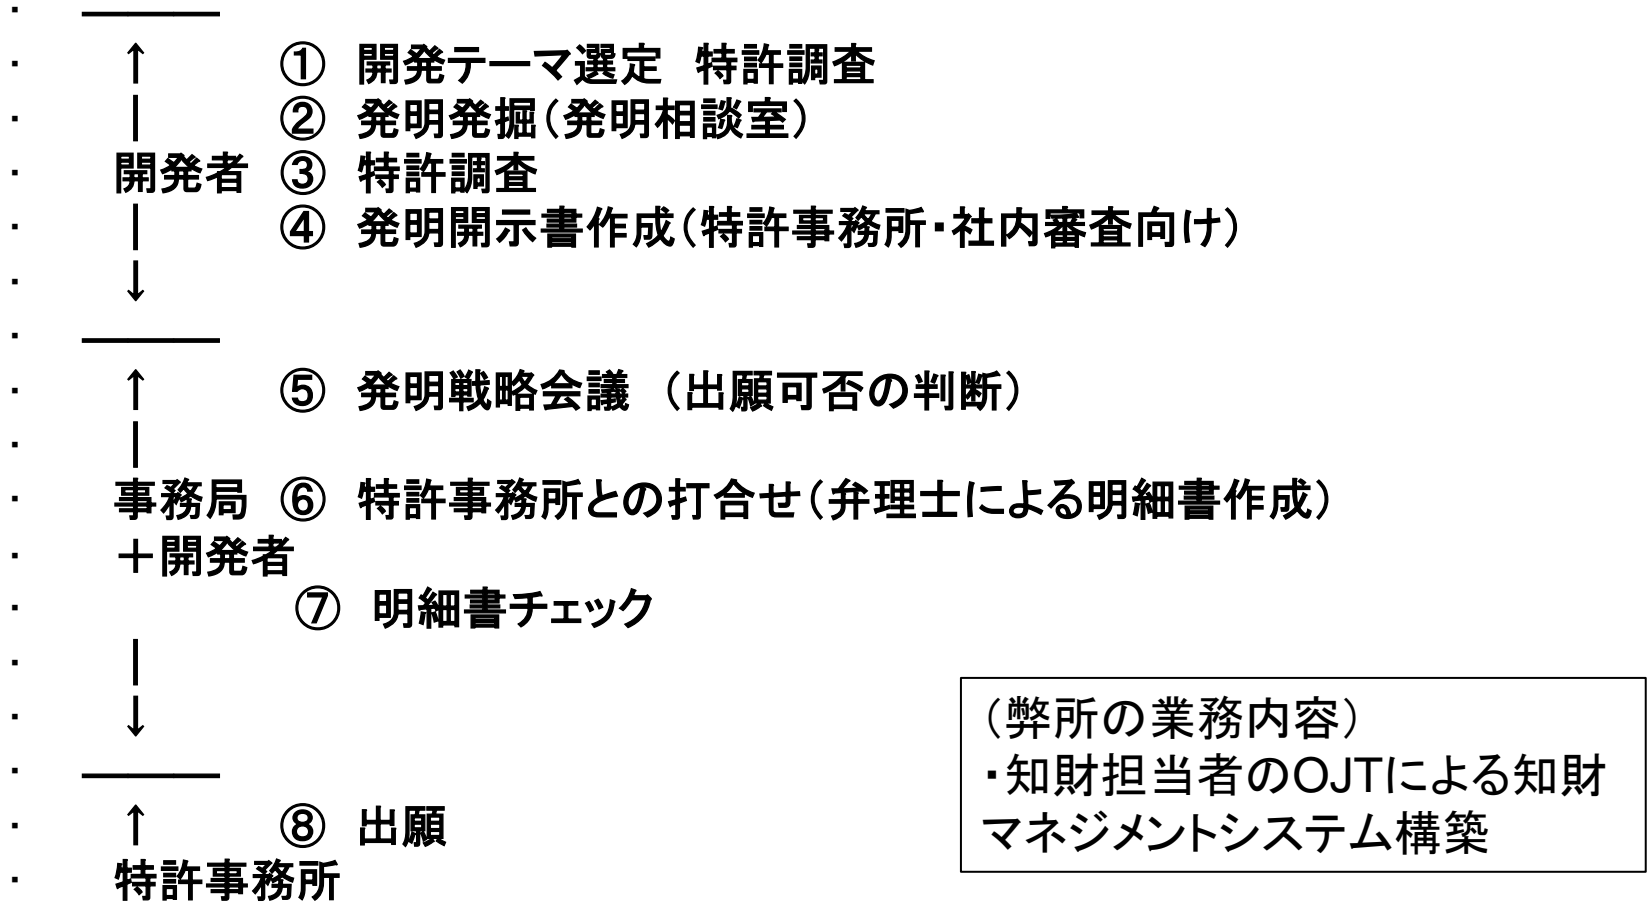 ・ ―――
・ ↑ ① 開発テーマ選定 特許調査
・ | ② 発明発掘(発明相談室)
・ 開発者 ③ 特許調査
・ | ④ 発明開示書作成(特許事務所・社内審査向け)
・ ↓
・ ―――
・ ↑ ⑤ 発明戦略会議 (出願可否の判断)
・ |
・ 事務局 ⑥ 特許事務所との打合せ(弁理士による明細書作成)
・ +開発者
・ ⑦ 明細書チェック
・ |
・ ↓
・ ―――
・ ↑ ⑧ 出願
・ 特許事務所
(弊所の業務内容)
・知財担当者のOJTによる知財
マネジメントシステム構築